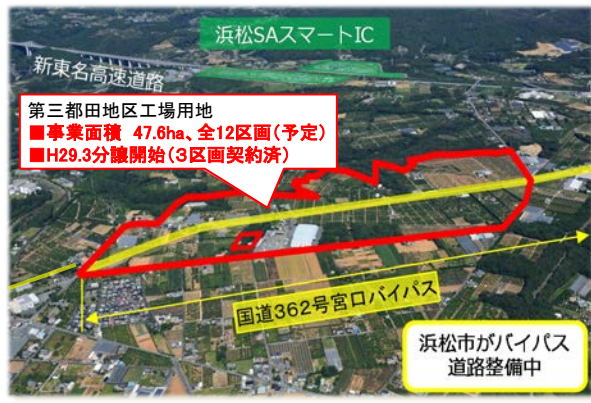 浜松SAスマートIC
新東名高速道路
第三都田地区工場用地
■事業面積 47.6ha、全12区画(予定)
■H29.3分譲開始(3区画契約済)
国道362号宮口バイパス
浜松市がバイパス
道路整備中